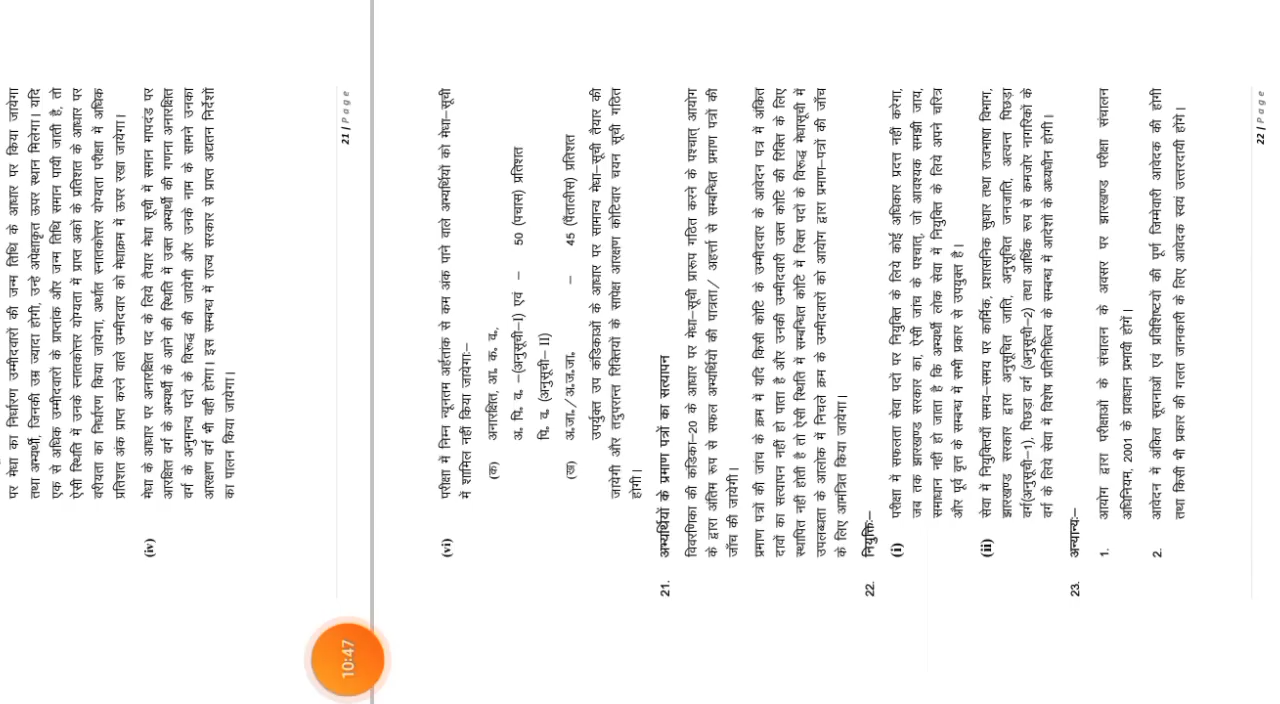 पर मेधा का निर्धारण उम्मीदवारों की जन्म तिथि के आधार पर किया जायेगा
तथा अभ्यर्थी, जिनकी उम्र ज्यादा होगी, उन्हे अपेक्षाकृत ऊपर स्थान मिलेगा। यदि
एक से अधिक उम्मीदवारों के प्राप्तांक और जन्म तिथि समान पायी जाती है, तो
ऐसी स्थिति में उनके स्नातकोत्तर योग्यता में प्राप्त अकों के प्रतिशत के आधार पर
वरीयता का निर्धारण किया जायेगा, अर्थात स्नातकोत्तर योग्यता परीक्षा में अधिक
प्रतिशत अंक प्राप्त करने वाले उम्मीदवार को मेधाक्रम में ऊपर रखा जायेगा।
(iv) मेधा के आधार पर अनारक्षित पद के लिये तैयार मेधा सूची में समान मापदंड पर
आरक्षित वर्ग के अभ्यर्थी के आने की स्थिति में उक्त अभ्यर्थी की गणना अनारक्षित
वर्ग के अनुमान्य पदों के विरूद्ध की जायेगी और उनके नाम के सामने उनका
आरक्षण वर्ग भी वही होगा। इस सम्बन्ध में राज्य सरकार से प्राप्त अद्यतन निर्देशों
का पालन किया जायेगा।
21 | Page
10:47
(vi) परीक्षा में निम्न न्यूनतम अर्हतांक से कम अंक पाने वाले अभ्यर्थियों को मेधा–सूची
में शामिल नहीं किया जायेगाः–
(क) अनारक्षित, आ. क. व.,
अ. पि. व. –(अनुसूची–I) एवं – 50 (पचास) प्रतिशत
पि. व. (अनुसूची– II)
(ख) अ.जा./अ.ज.जा. – 45 (पैंतालीस) प्रतिशत
उपर्युक्त उप कंडिकाओं के आधार पर सामान्य मेधा–सूची तैयार की
जायेगी और तदुपरान्त रिक्तियों के सापेक्ष आरक्षण कोटिवार चयन सूची गठित
होगी।
21. अभ्यर्थियों के प्रमाण पत्रों का सत्यापन
विवरणिका की कंडिका–20 के आधार पर मेधा–सूची प्रारूप गठित करने के पश्चात् आयोग
के द्वारा अंतिम रूप से सफल अभ्यर्थियों की पात्रता/ अहर्त्ता से सम्बन्धित प्रमाण पत्रों की
जाँच की जायेगी।
प्रमाण पत्रों की जांच के क्रम में यदि किसी कोटि के उम्मीदवार के आवेदन पत्र में अंकित
दावों का सत्यापन नहीं हो पाता है और उनकी उम्मीदवारी उक्त कोटि की रिक्ति के लिए
स्थापित नहीं होती है तो ऐसी स्थिति में सम्बन्धित कोटि में रिक्त पदों के विरूद्ध मेधासूची में
उपलब्धता के आलोक में निचले क्रम के उम्मीदवारों को आयोग द्वारा प्रमाण–पत्रों की जाँच
के लिए आमंत्रित किया जायेगा।
22. नियुक्तिः–
(i) परीक्षा में सफलता सेवा पदों पर नियुक्ति के लिये कोई अधिकार प्रदत्त नहीं करेगा,
जब तक झारखण्ड सरकार का, ऐसी जांच के पश्चात्, जो आवश्यक समझी जाय,
समाधान नहीं हो जाता है कि अभ्यर्थी लोक सेवा में नियुक्ति के लिये अपने चरित्र
और पूर्व वृत्त के सम्बन्ध में सभी प्रकार से उपयुक्त है।
(ii) सेवा में नियुक्तियाँ समय–समय पर कार्मिक, प्रशासनिक सुधार तथा राजभाषा विभाग,
झारखण्ड सरकार द्वारा अनुसूचित जाति, अनुसूचित जनजाति, अत्यन्त पिछड़ा
वर्ग(अनुसूची–1), पिछड़ा वर्ग (अनुसूची–2) तथा आर्थिक रूप से कमजोर नागरिकों के
वर्ग के लिये सेवा में विशेष प्रतिनिधित्व के सम्बन्ध में आदेशों के अध्यधीन होगी।
23. अन्यान्यः–
1. आयोग द्वारा परीक्षाओं के संचालन के अवसर पर झारखण्ड परीक्षा संचालन
अधिनियम, 2001 के प्रावधान प्रभावी होगें।
2. आवेदन में अंकित सूचनाओं एवं प्रविशिष्टयों की पूर्ण जिम्मेवारी आवेदक की होगी
तथा किसी भी प्रकार की गलत जानकारी के लिए आवेदक स्वयं उत्तरदायी होंगे।
22 | Page